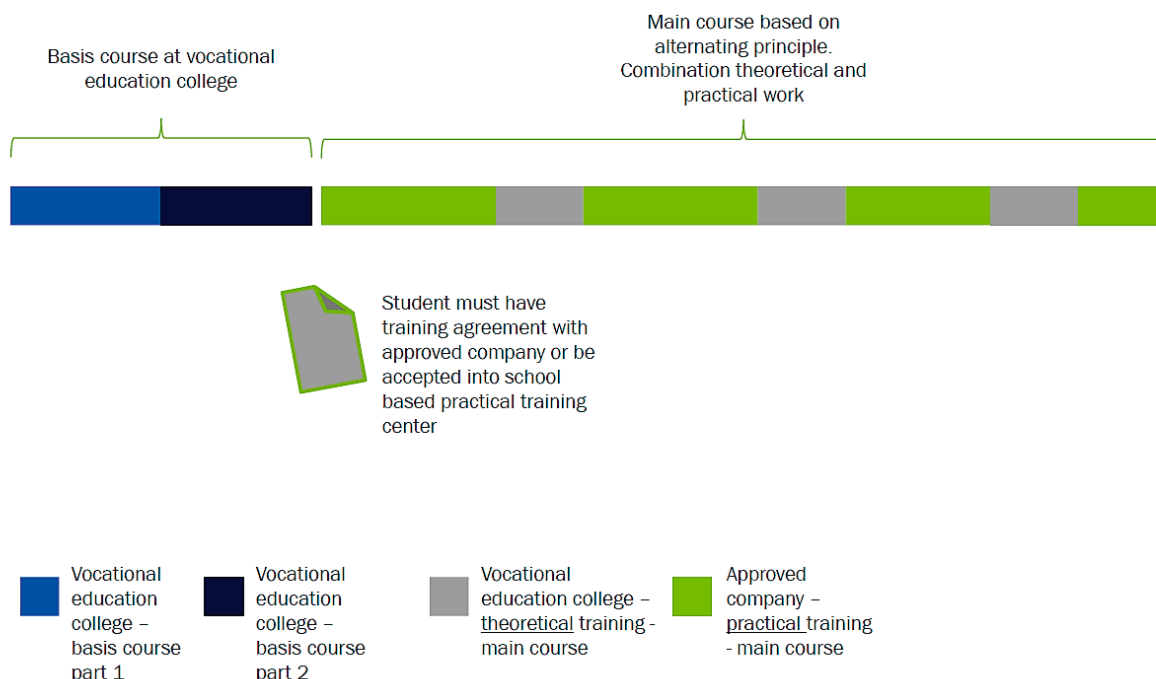 Basis course at vocational
education college
Main course based on
alternating principle.
Combination theoretical and
practical work
Student must have
training agreement with
approved company or be
accepted into school
based practical training
center
Vocational
education
college –
basis course
part 1
Vocational
education
college –
basis course
part 2
Vocational
education college –
theoretical training -
main course
Approved
company –
practical training
- main course